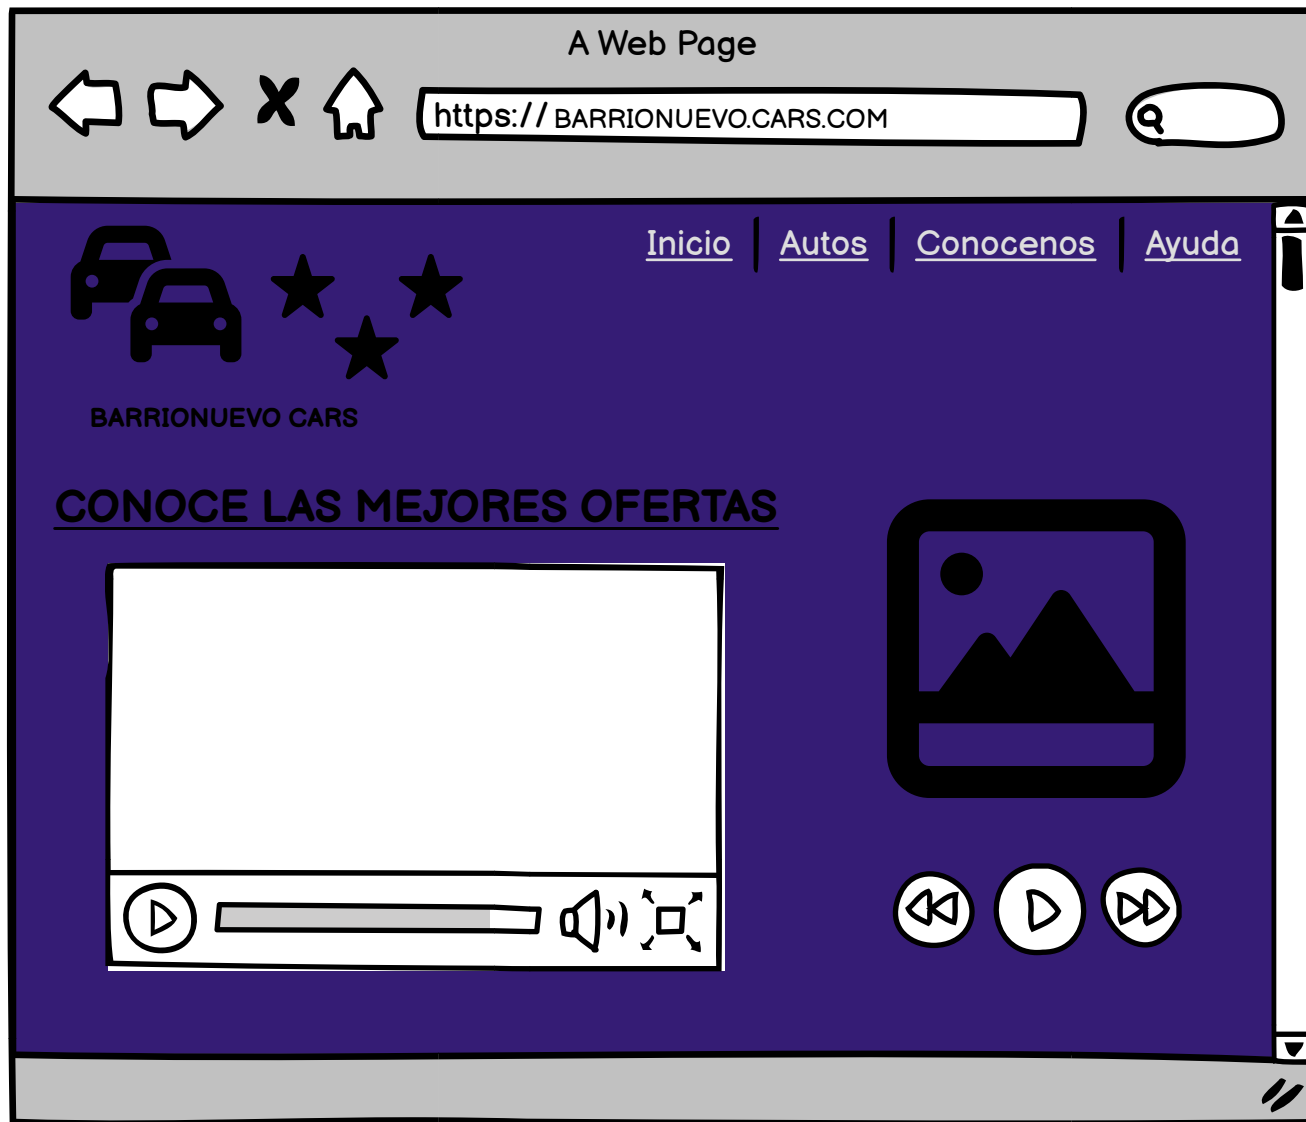 A Web Page
https:// BARRIONUEVO.CARS.COM
Inicio Autos Conocenos Ayuda
BARRIONUEVO CARS
CONOCE LAS MEJORES OFERTAS